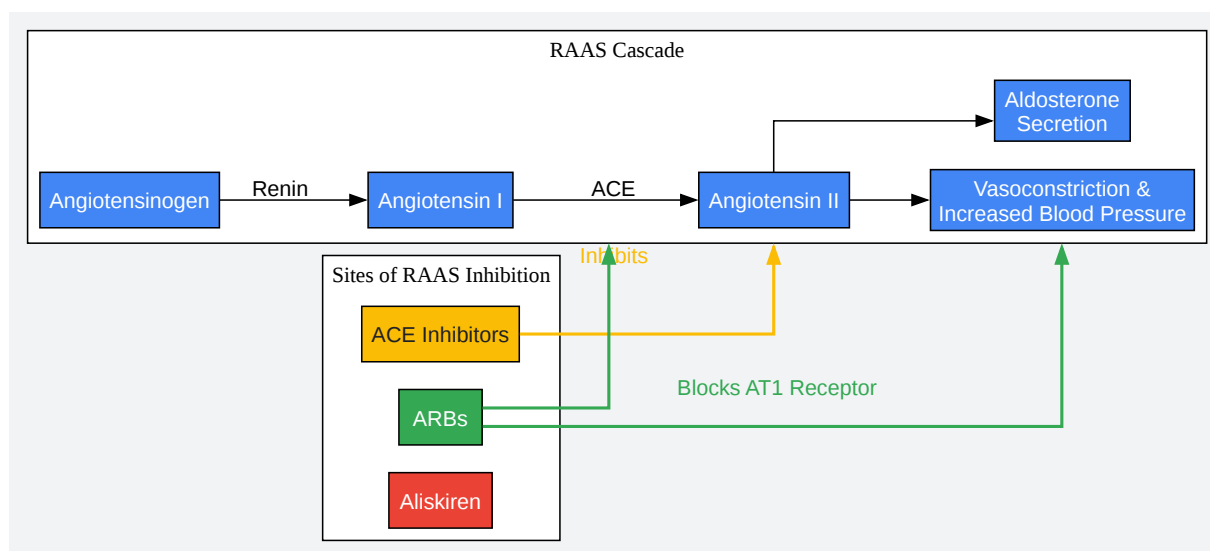 RAAS Cascade
Aldosterone
Secretion
Angiotensinogen
Renin
Angiotensin I
ACE
Angiotensin II
Vasoconstriction &
Increased Blood Pressure
Inhibits
Sites of RAAS Inhibition
ACE Inhibitors
Blocks AT1 Receptor
ARBs
Aliskiren